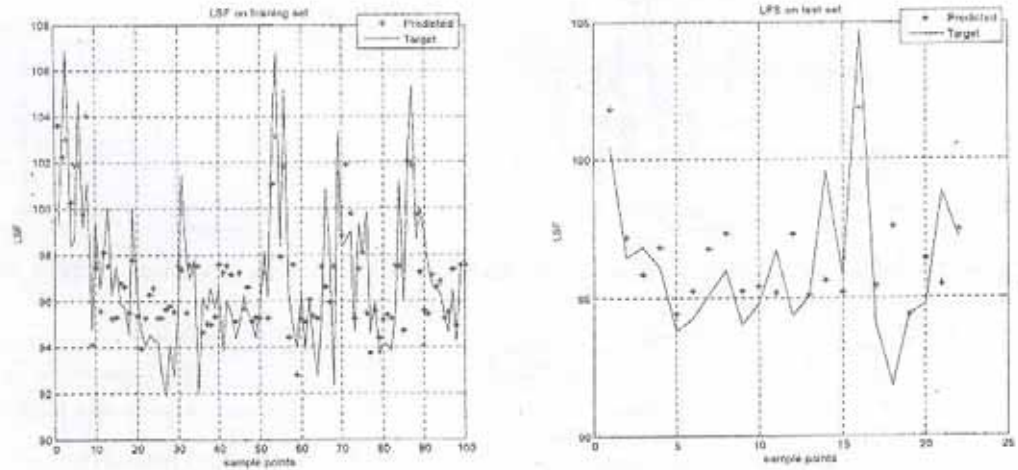 LSF on training set
108
106
104
102
100
98
96
94
92
90
0 10 20 30 40 50 60 70 80 90 100
sample points
LSF
Predicted
Target
LPS on test set
105
100
95
90
0 5 10 15 20 25
sample points
LSF
Predicted
Target